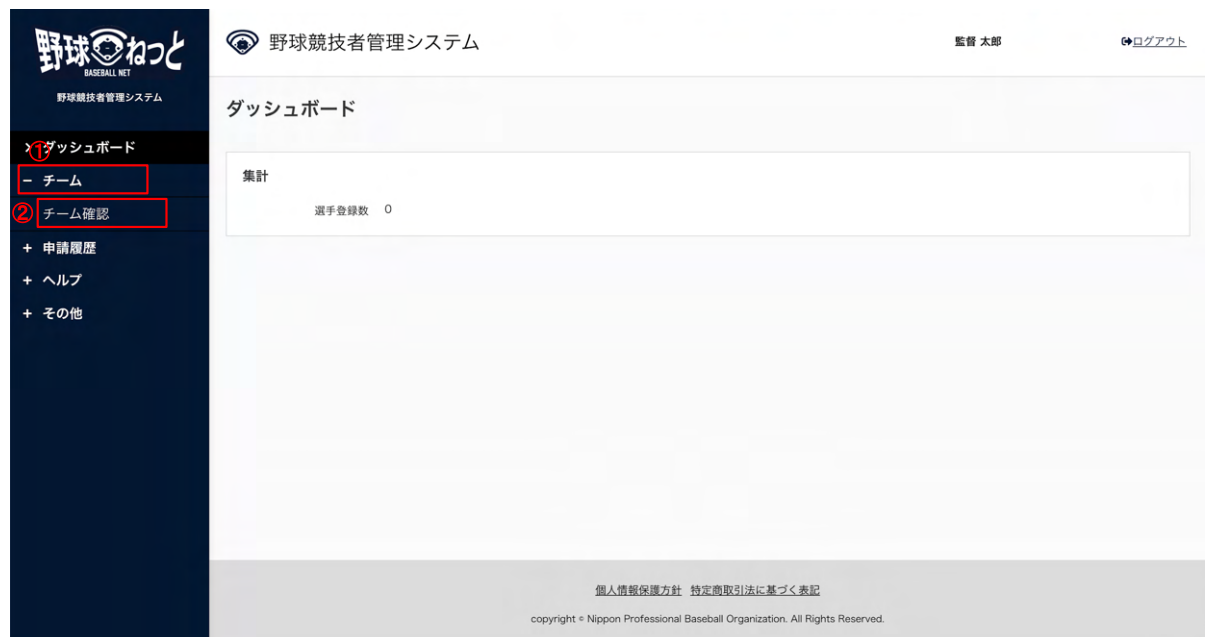 野球ねっと
BASEBALL NET
野球競技者管理システム
ダッシュボード
①
− チーム
② チーム確認
+ 申請履歴
+ ヘルプ
+ その他
野球競技者管理システム
監督 太郎
ログアウト
ダッシュボード
集計
選手登録数 0
個人情報保護方針 特定商取引法に基づく表記
copyright © Nippon Professional Baseball Organization. All Rights Reserved.